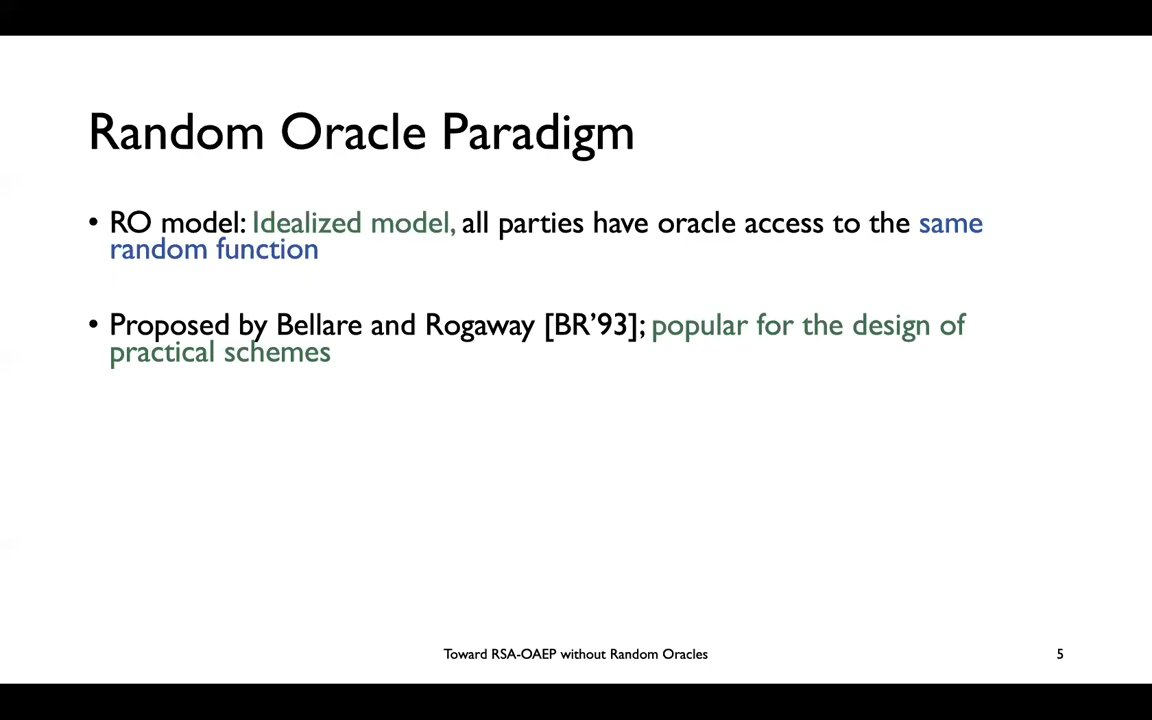 Random Oracle Paradigm
• RO model: Idealized model, all parties have oracle access to the same
random function
• Proposed by Bellare and Rogaway [BR’93]; popular for the design of
practical schemes
Toward RSA-OAEP without Random Oracles
5